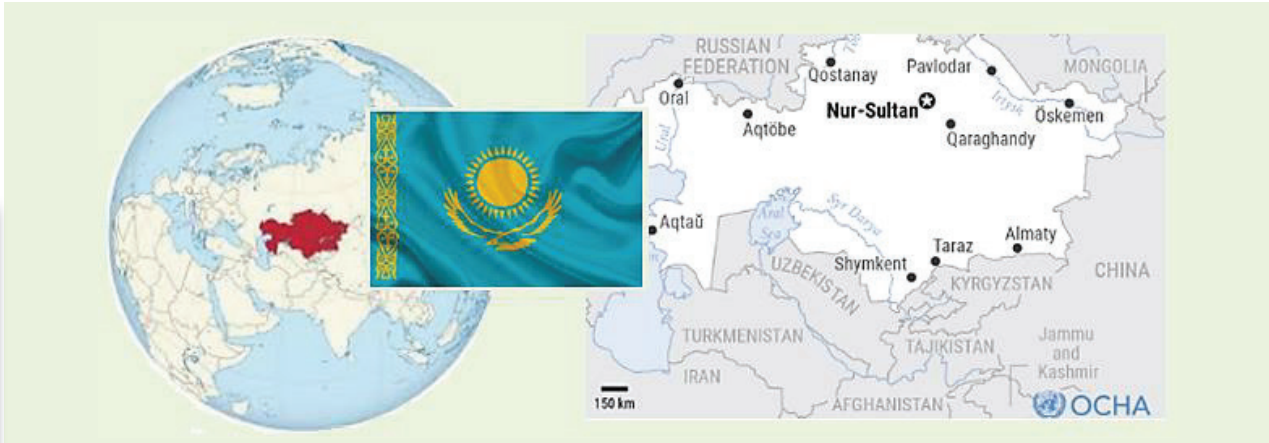 RUSSIAN
FEDERATION
Qostanay
Pavlodar
MONGOLIA
Oral
Nur-Sultan
Irtysh
Öskemen
Aqtöbe
Qaraghandy
Ural
Aqtaŭ
Aral
Sea
Syr Darya
Almaty
Taraz
Shymkent
UZBEKISTAN
KYRGYZSTAN
CHINA
TURKMENISTAN
TAJIKISTAN
Jammu
and
Kashmir
IRAN
150 km
AFGHANISTAN
OCHA